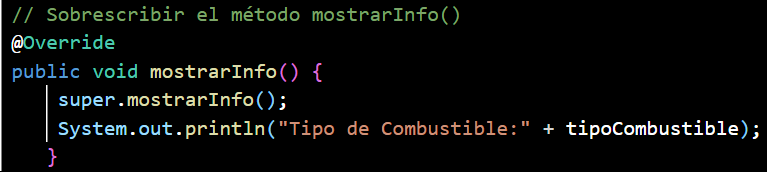 // Sobrescribir el método mostrarInfo()
@Override
public void mostrarInfo() {
super.mostrarInfo();
System.out.println("Tipo de Combustible:" + tipoCombustible);
}